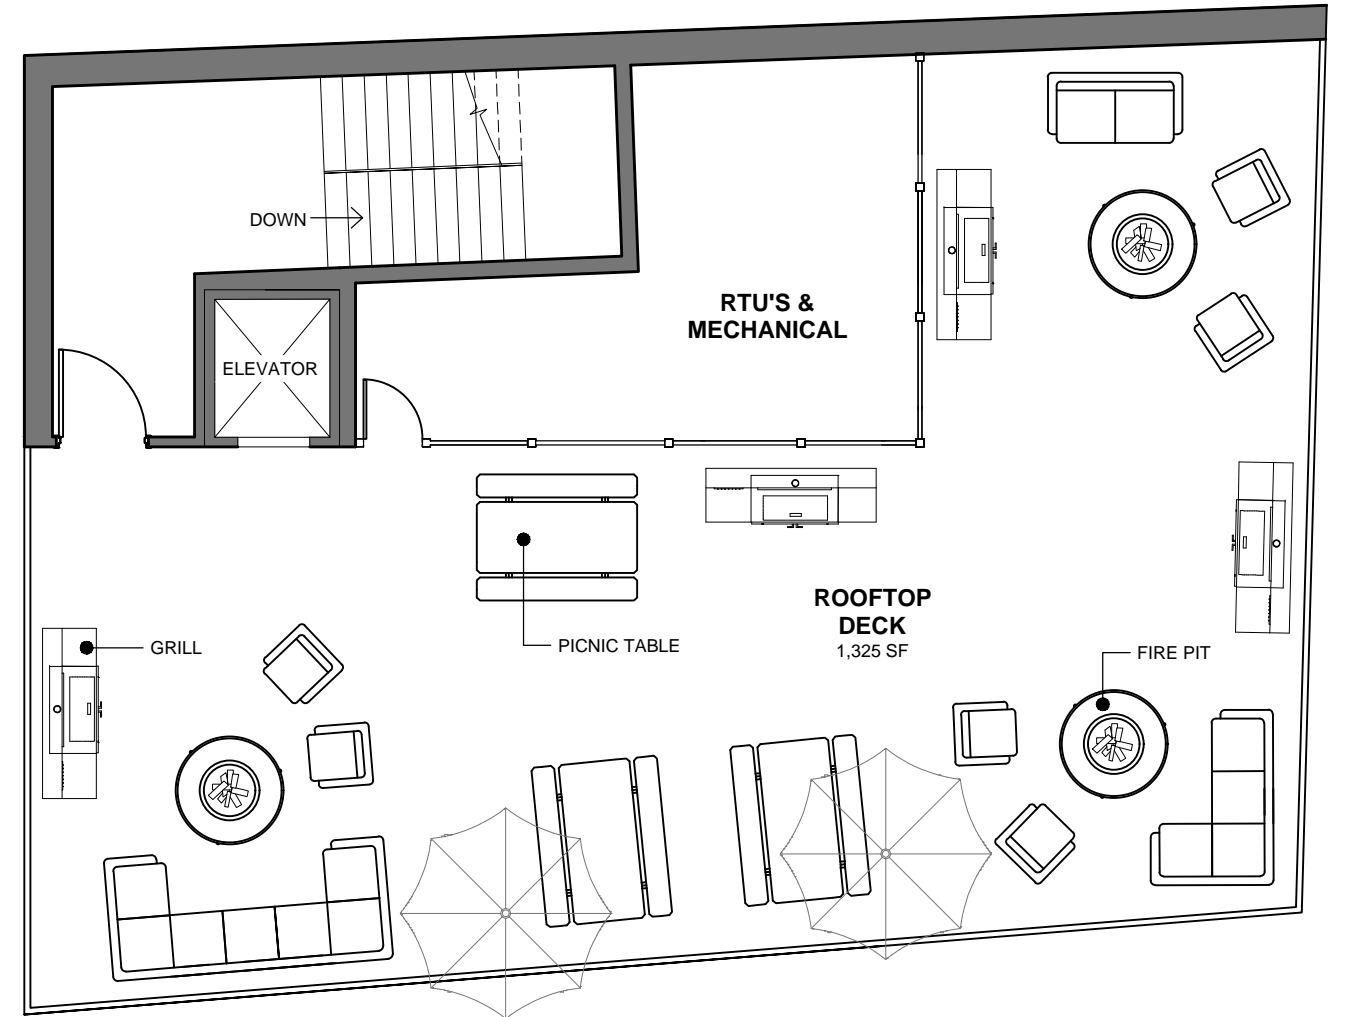 DOWN
RTU'S &
MECHANICAL
ELEVATOR
ROOFTOP
DECK
1,325 SF
GRILL
PICNIC TABLE
FIRE PIT